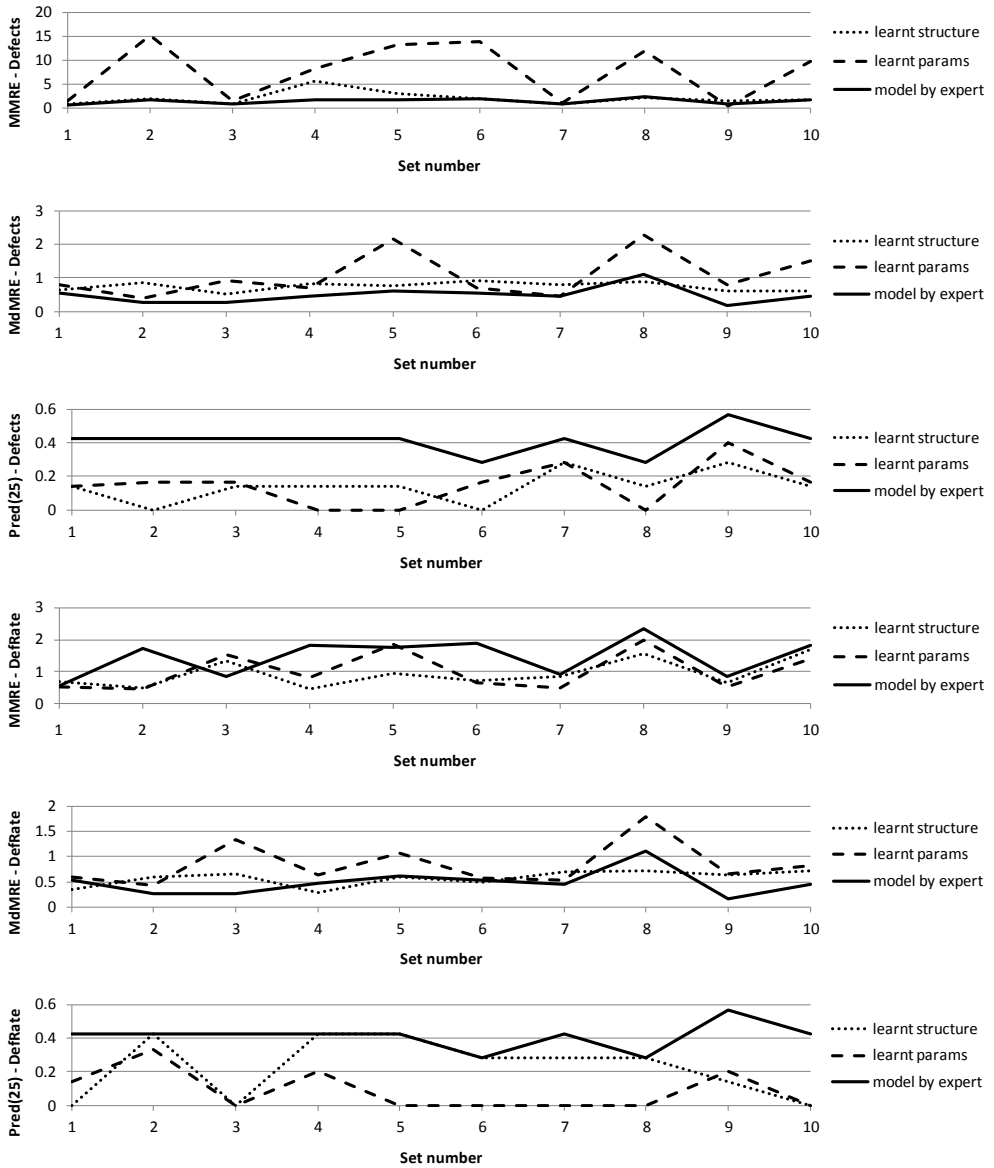 MMRE - Defects
20
15
10
5
0
1 2 3 4 5 6 7 8 9 10
Set number
learnt structure
learnt params
model by expert
MdMRE - Defects
3
2
1
0
1 2 3 4 5 6 7 8 9 10
Set number
learnt structure
learnt params
model by expert
Pred(25) - Defects
0.6
0.4
0.2
0
1 2 3 4 5 6 7 8 9 10
Set number
learnt structure
learnt params
model by expert
MMRE - DefRate
3
2
1
0
1 2 3 4 5 6 7 8 9 10
Set number
learnt structure
learnt params
model by expert
MdMRE - DefRate
2
1.5
1
0.5
0
1 2 3 4 5 6 7 8 9 10
Set number
learnt structure
learnt params
model by expert
Pred(25) - DefRate
0.6
0.4
0.2
0
1 2 3 4 5 6 7 8 9 10
Set number
learnt structure
learnt params
model by expert